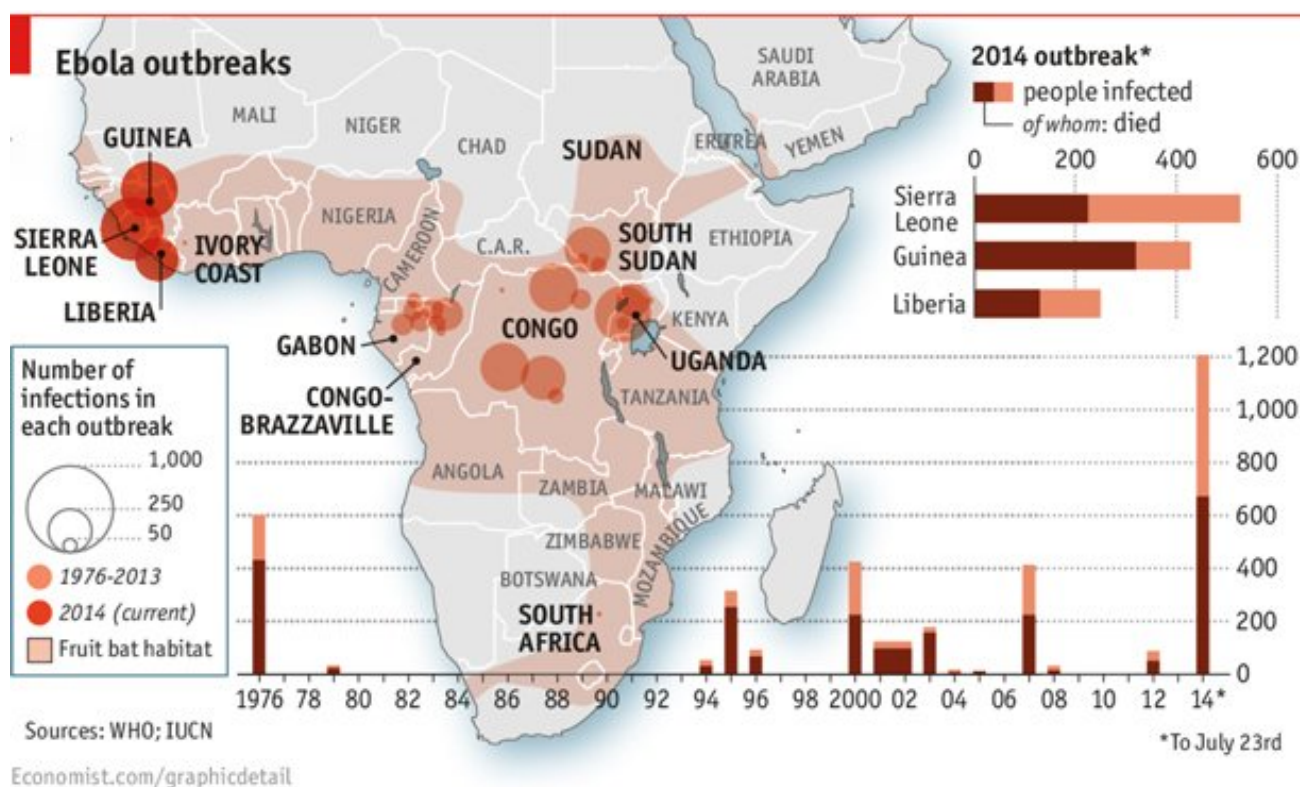 Ebola outbreaks
GUINEA
MALI
NIGER
CHAD
SUDAN
ERITREA
SAUDI
ARABIA
YEMEN
SIERRA
LEONE
IVORY
COAST
NIGERIA
CAMEROON
C.A.R.
SOUTH
SUDAN
ETHIOPIA
LIBERIA
GABON
CONGO
KENYA
UGANDA
CONGO-
BRAZZAVILLE
TANZANIA
ANGOLA
ZAMBIA
MALAWI
ZIMBABWE
MOZAMBIQUE
BOTSWANA
SOUTH
AFRICA
2014 outbreak*
people infected
of whom: died
0 200 400 600
Sierra
Leone
Guinea
Liberia
Number of
infections in
each outbreak
1,000
250
50
1976-2013
2014 (current)
Fruit bat habitat
1,200
1,000
800
600
400
200
0
1976 78 80 82 84 86 88 90 92 94 96 98 2000 02 04 06 08 10 12 14*
Sources: WHO; IUCN
*To July 23rd
Economist.com/graphicdetail